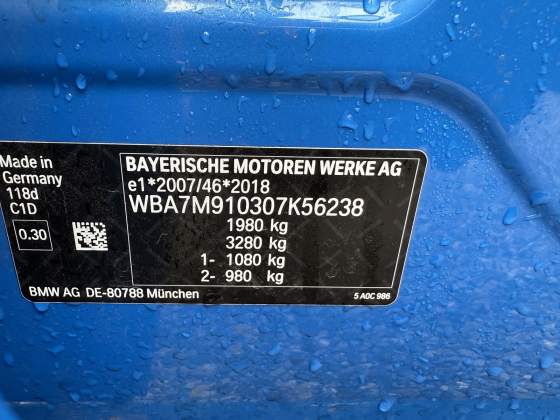 Made in
Germany
118d
C1D
0.30
BAYERISCHE MOTOREN WERKE AG
e1*2007/46*2018
WBA7M910307K56238
1980 kg
3280 kg
1- 1080 kg
2- 980 kg
BMW AG DE-80788 München
5 A0C 986